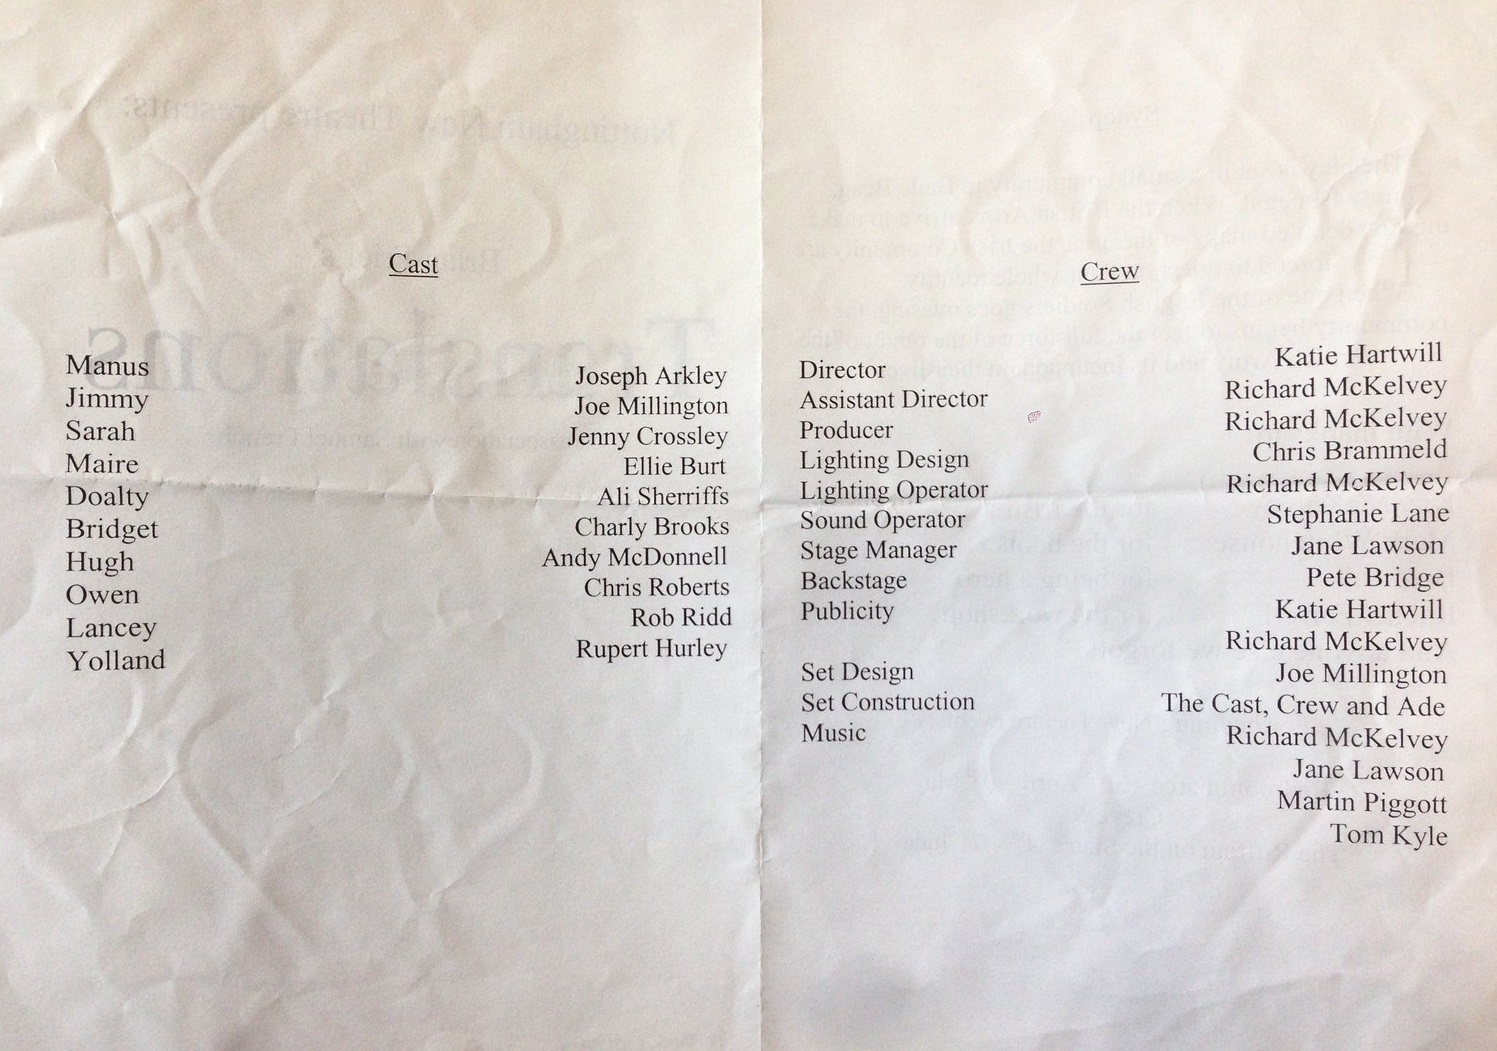 Cast
Manus Joseph Arkley
Jimmy Joe Millington
Sarah Jenny Crossley
Maire Ellie Burt
Doalty Ali Sherriffs
Bridget Charly Brooks
Hugh Andy McDonnell
Owen Chris Roberts
Lancey Rob Ridd
Yolland Rupert Hurley
Crew
Director Katie Hartwill
Assistant Director Richard McKelvey
Producer Richard McKelvey
Lighting Design Chris Brammeld
Lighting Operator Richard McKelvey
Sound Operator Stephanie Lane
Stage Manager Jane Lawson
Backstage Pete Bridge
Publicity Katie Hartwill
Richard McKelvey
Set Design Joe Millington
Set Construction The Cast, Crew and Ade
Music Richard McKelvey
Jane Lawson
Martin Piggott
Tom Kyle